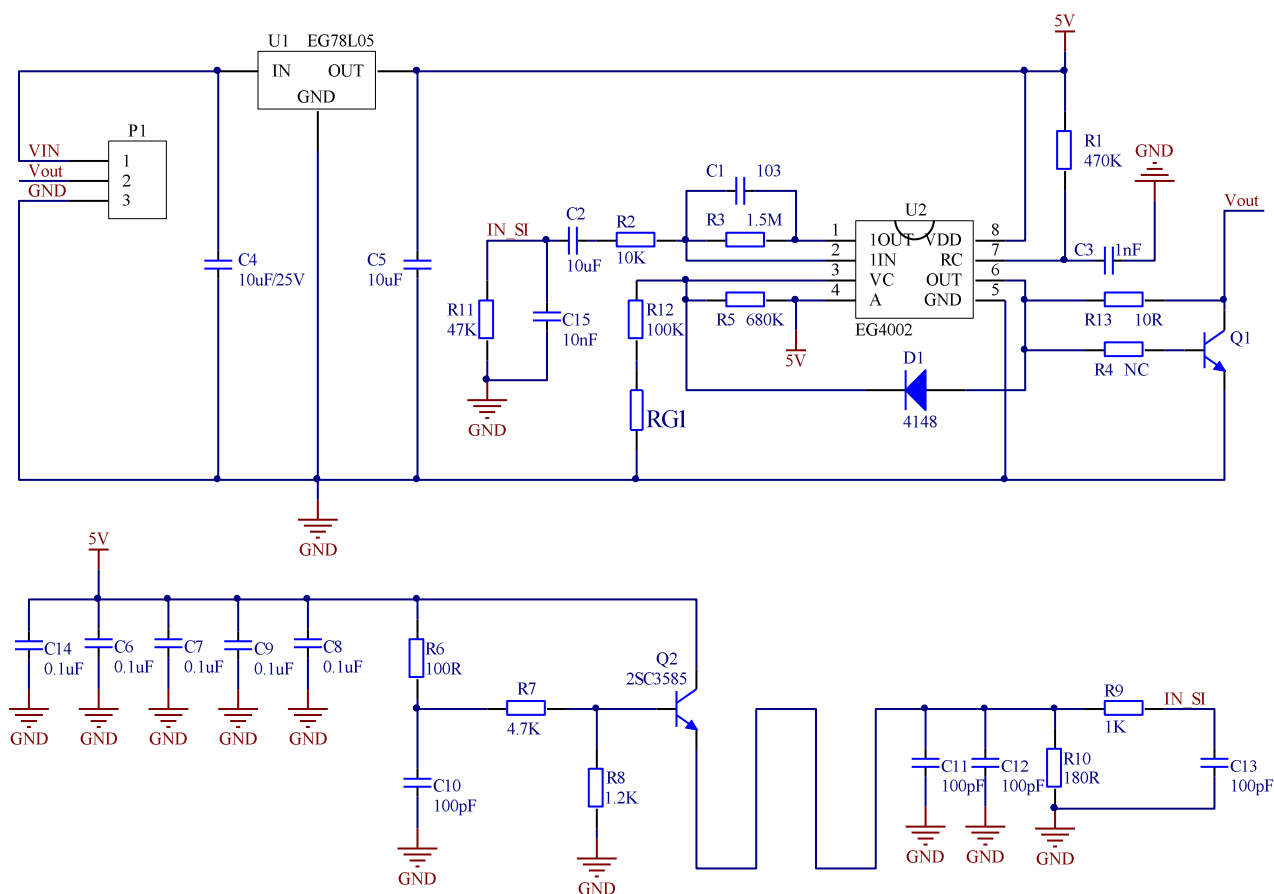 5V
U1 EG78L05
IN OUT
GND
P1
VIN 1
Vout 2
GND 3
C4
10uF/25V
C5
10uF
IN_SI
R11
47K
C15
10nF
GND
C2
10uF
R2
10K
C1 103
R3 1.5M
R12
100K
R5 680K
5V
RG1
D1
4148
U2
1 1OUT VDD 8
2 1IN RC 7
3 VC OUT 6
4 A GND 5
EG4002
R1
470K
GND
C3 1nF
Vout
R13 10R
R4 NC
Q1
GND
5V
C14
0.1uF
C6
0.1uF
C7
0.1uF
C9
0.1uF
C8
0.1uF
GND GND GND GND GND
R6
100R
R7
4.7K
Q2
2SC3585
C10
100pF
GND
R8
1.2K
GND
C11
100pF
C12
100pF
R10
180R
R9
1K
IN_SI
C13
100pF
GND GND GND